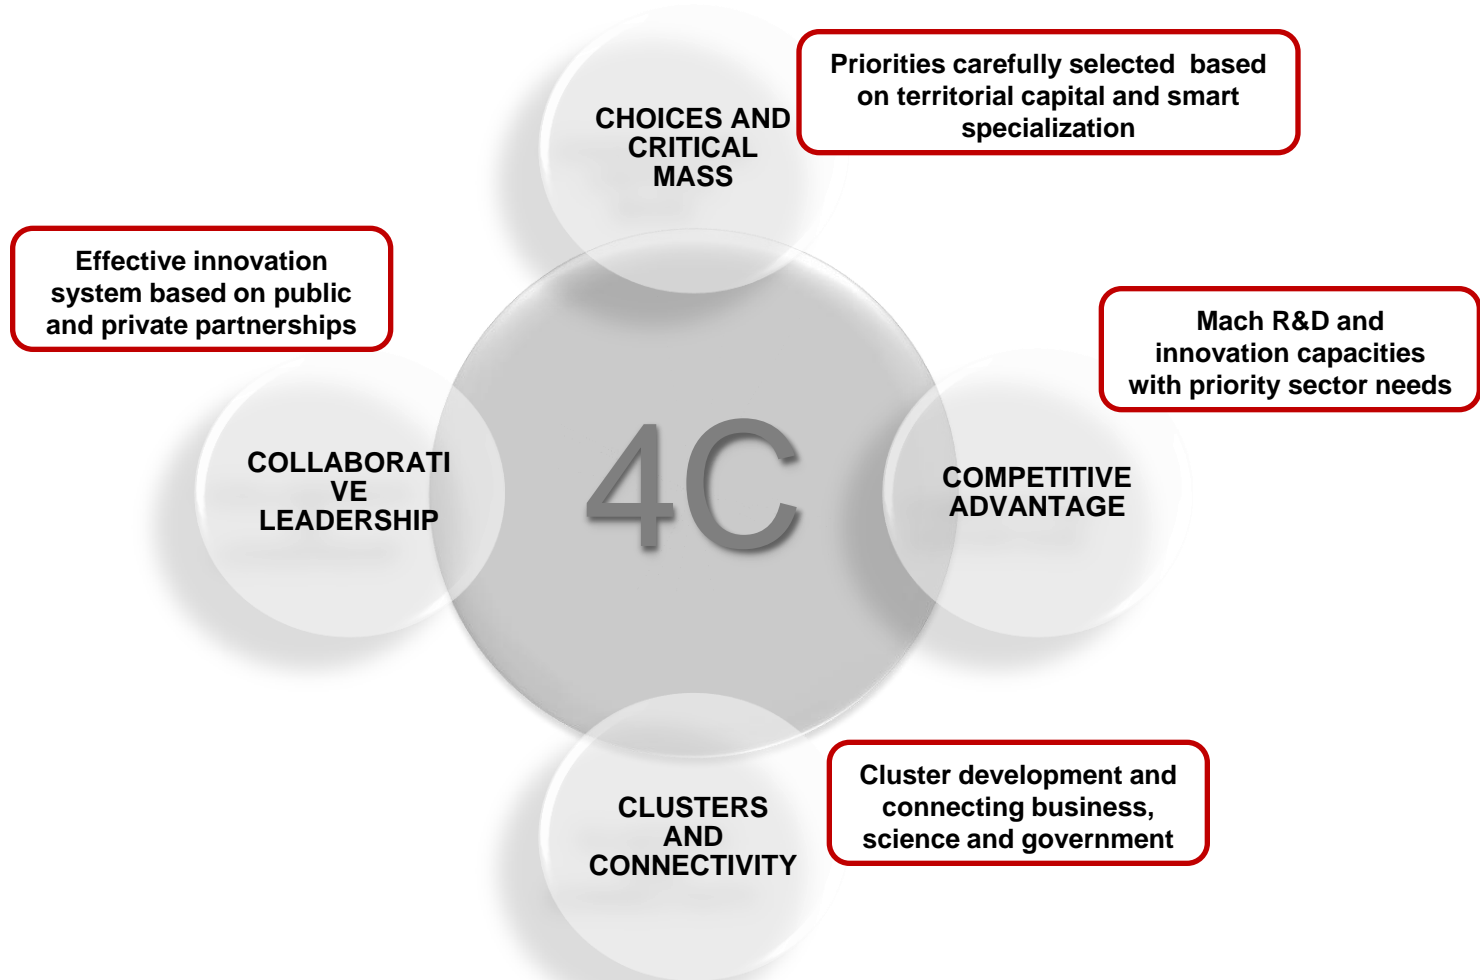 CHOICES AND
CRITICAL
MASS
Priorities carefully selected based
on territorial capital and smart
specialization
Effective innovation
system based on public
and private partnerships
Mach R&D and
innovation capacities
with priority sector needs
COLLABORATI
VE
LEADERSHIP
4C
COMPETITIVE
ADVANTAGE
CLUSTERS
AND
CONNECTIVITY
Cluster development and
connecting business,
science and government